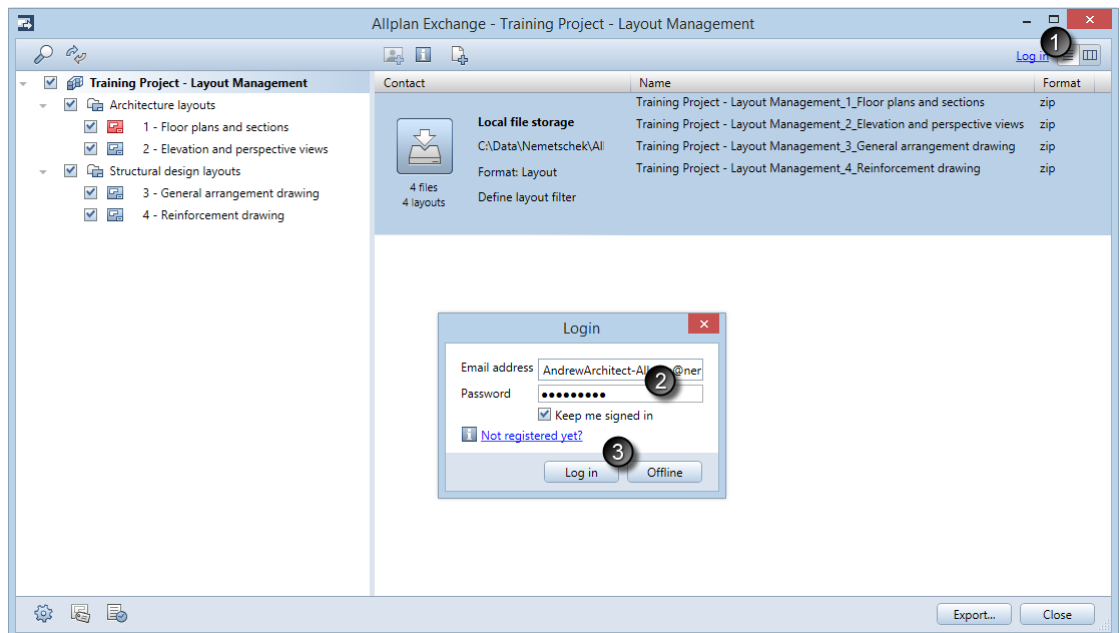 Allplan Exchange - Training Project - Layout Management
1
Log in
Training Project - Layout Management
Architecture layouts
1 - Floor plans and sections
2 - Elevation and perspective views
Structural design layouts
3 - General arrangement drawing
4 - Reinforcement drawing
Contact Name Format
Local file storage
C:\Data\Nemetschek\All
Format: Layout
Define layout filter
4 files
4 layouts
Training Project - Layout Management_1_Floor plans and sections zip
Training Project - Layout Management_2_Elevation and perspective views zip
Training Project - Layout Management_3_General arrangement drawing zip
Training Project - Layout Management_4_Reinforcement drawing zip
Login
Email address
2
Password
Keep me signed in
Not registered yet?
3
Log in Offline
Export... Close